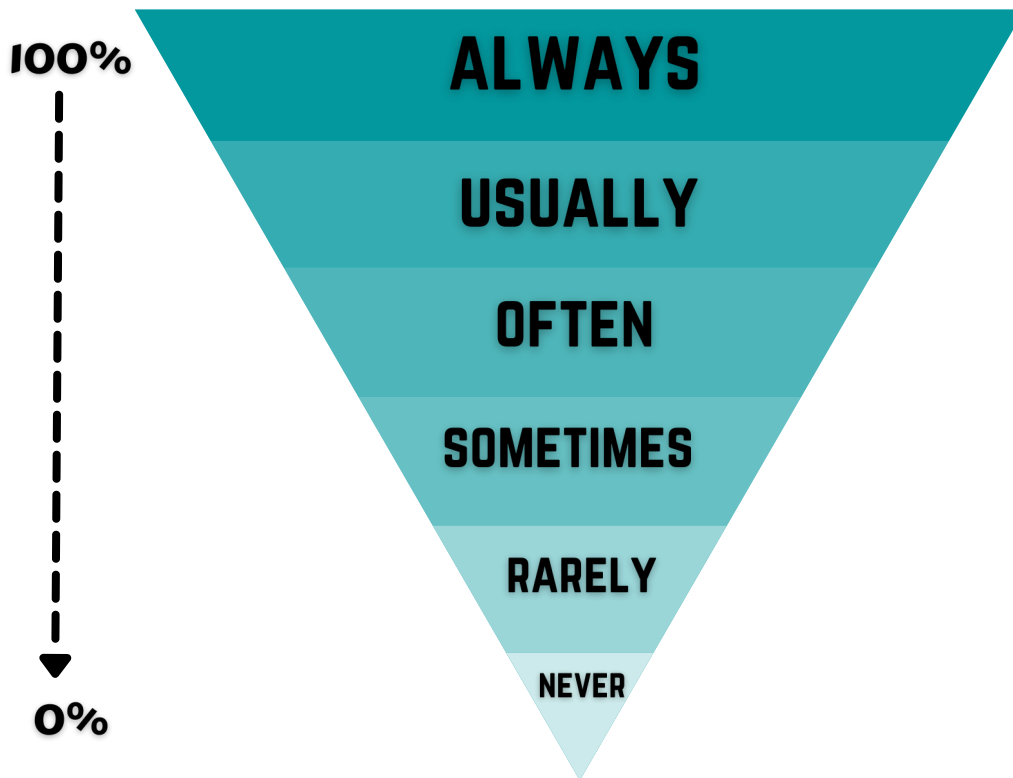 100%
ALWAYS
USUALLY
OFTEN
SOMETIMES
RARELY
NEVER
0%